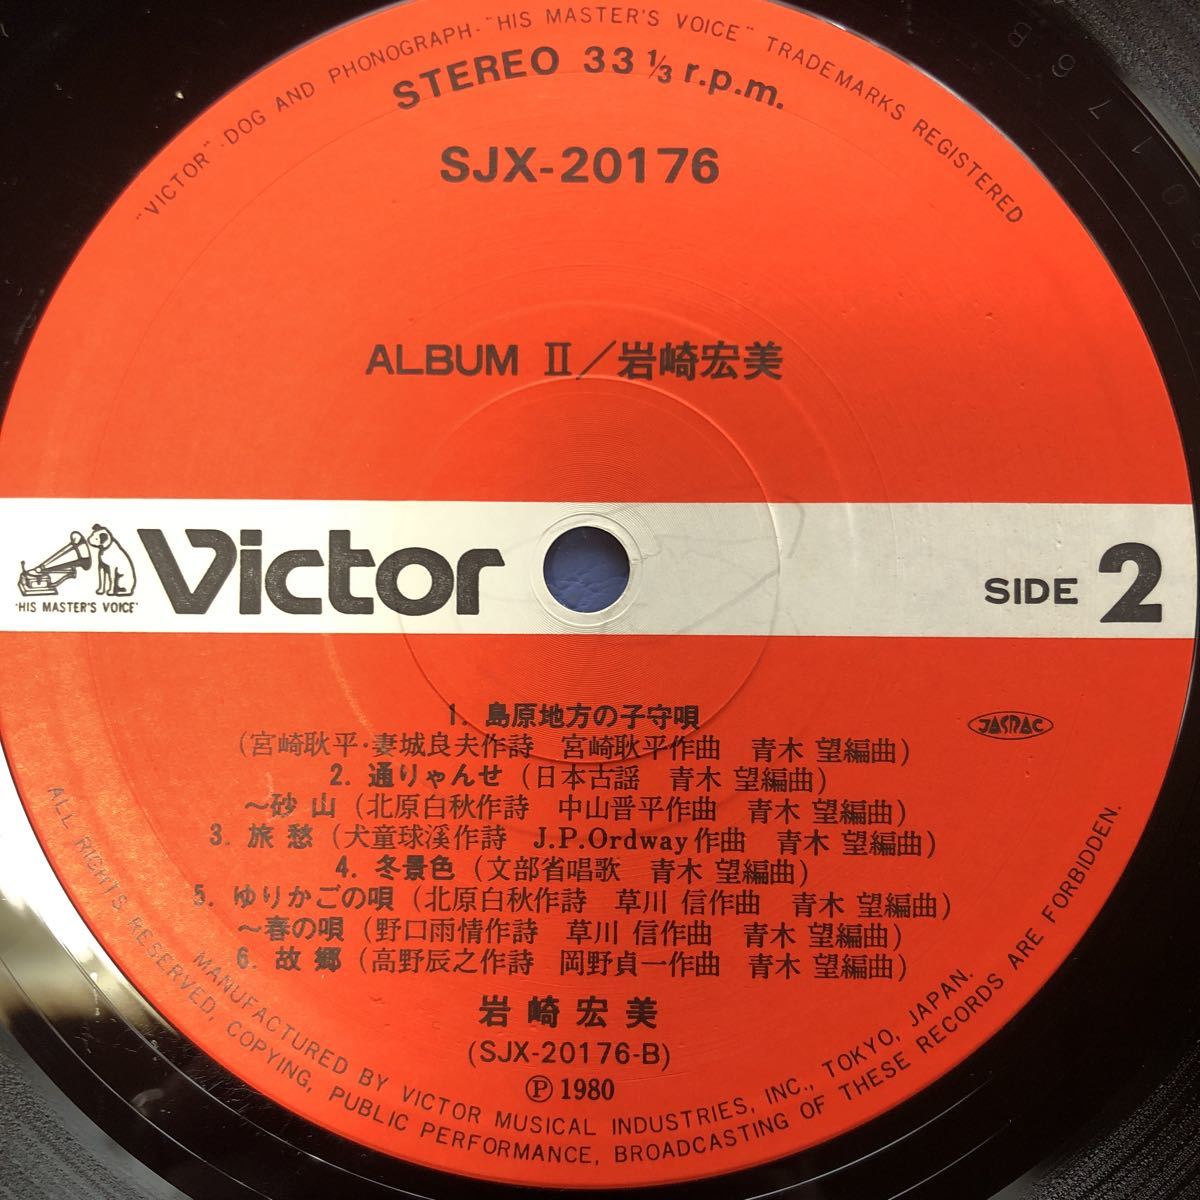 "VICTOR"·DOG AND PHONOGRAPH·"HIS MASTER'S VOICE" TRADEMARKS REGISTERED
STEREO 33 1/3 r.p.m.
SJX-20176
ALBUM Ⅱ／岩崎宏美
"HIS MASTER'S VOICE"
Victor
SIDE 2
1. 島原地方の子守唄
(宮崎耿平･妻城良夫作詩 宮崎耿平作曲 青木 望編曲)
JASRAC
2. 通りゃんせ (日本古謡 青木 望編曲)
〜砂山 (北原白秋作詩 中山晋平作曲 青木 望編曲)
3. 旅愁 (犬童球溪作詩 J.P.Ordway作曲 青木 望編曲)
4. 冬景色 (文部省唱歌 青木 望編曲)
5. ゆりかごの唄 (北原白秋作詩 草川 信作曲 青木 望編曲)
〜春の唄 (野口雨情作詩 草川 信作曲 青木 望編曲)
6. 故郷 (高野辰之作詩 岡野貞一作曲 青木 望編曲)
岩崎宏美
(SJX-20176-B)
Ⓟ 1980
MANUFACTURED BY VICTOR MUSICAL INDUSTRIES, INC., TOKYO, JAPAN.
ALL RIGHTS RESERVED, COPYING, PUBLIC PERFORMANCE, BROADCASTING OF THESE RECORDS ARE FORBIDDEN.